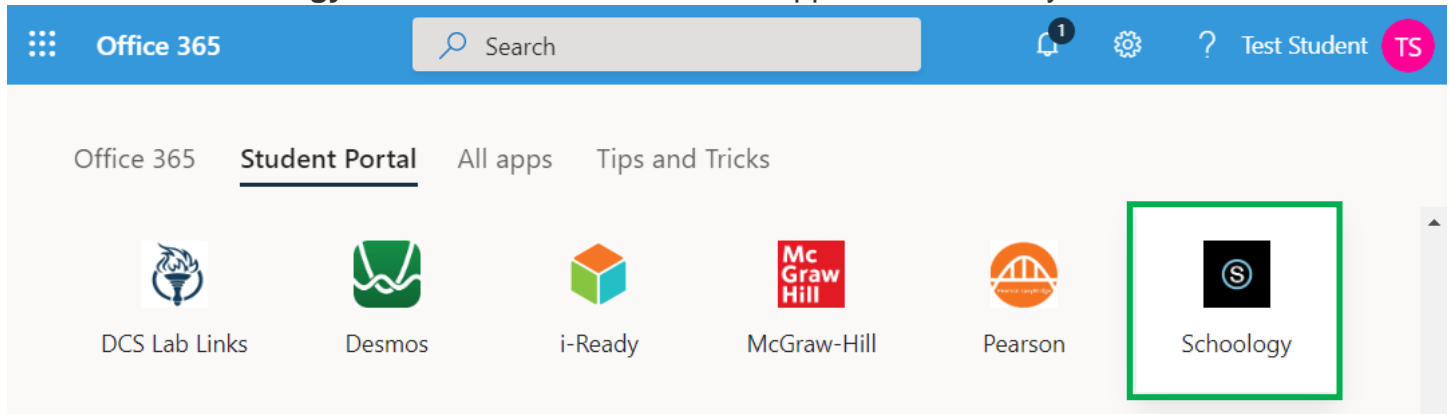 Office 365 Search 1 ? Test Student TS
Office 365 Student Portal All apps Tips and Tricks
Mc
Graw
Hill
S
DCS Lab Links Desmos i-Ready McGraw-Hill Pearson Schoology